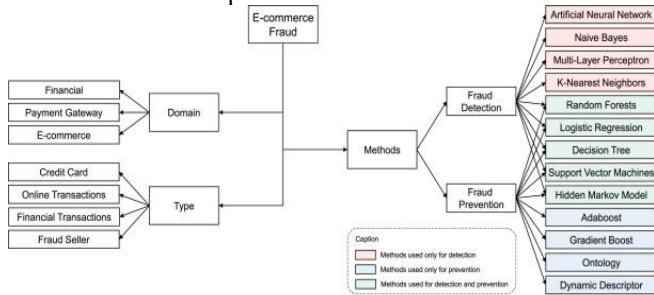 E-commerce
Fraud
Financial
Payment Gateway
E-commerce
Domain
Credit Card
Online Transactions
Financial Transactions
Fraud Seller
Type
Methods
Fraud
Detection
Fraud
Prevention
Artificial Neural Network
Naive Bayes
Multi-Layer Perceptron
K-Nearest Neighbors
Random Forests
Logistic Regression
Decision Tree
Support Vector Machines
Hidden Markov Model
Adaboost
Gradient Boost
Ontology
Dynamic Descriptor
Caption
Methods used only for detection
Methods used only for prevention
Methods used for detection and prevention